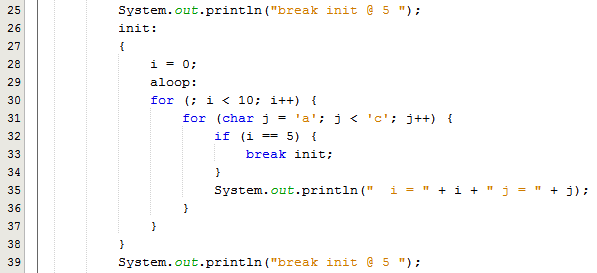 25 System.out.println("break init @ 5 ");
26 init:
27 {
28 i = 0;
29 aloop:
30 for (; i < 10; i++) {
31 for (char j = 'a'; j < 'c'; j++) {
32 if (i == 5) {
33 break init;
34 }
35 System.out.println("  i = " + i + " j = " + j);
36 }
37 }
38 }
39 System.out.println("break init @ 5 ");